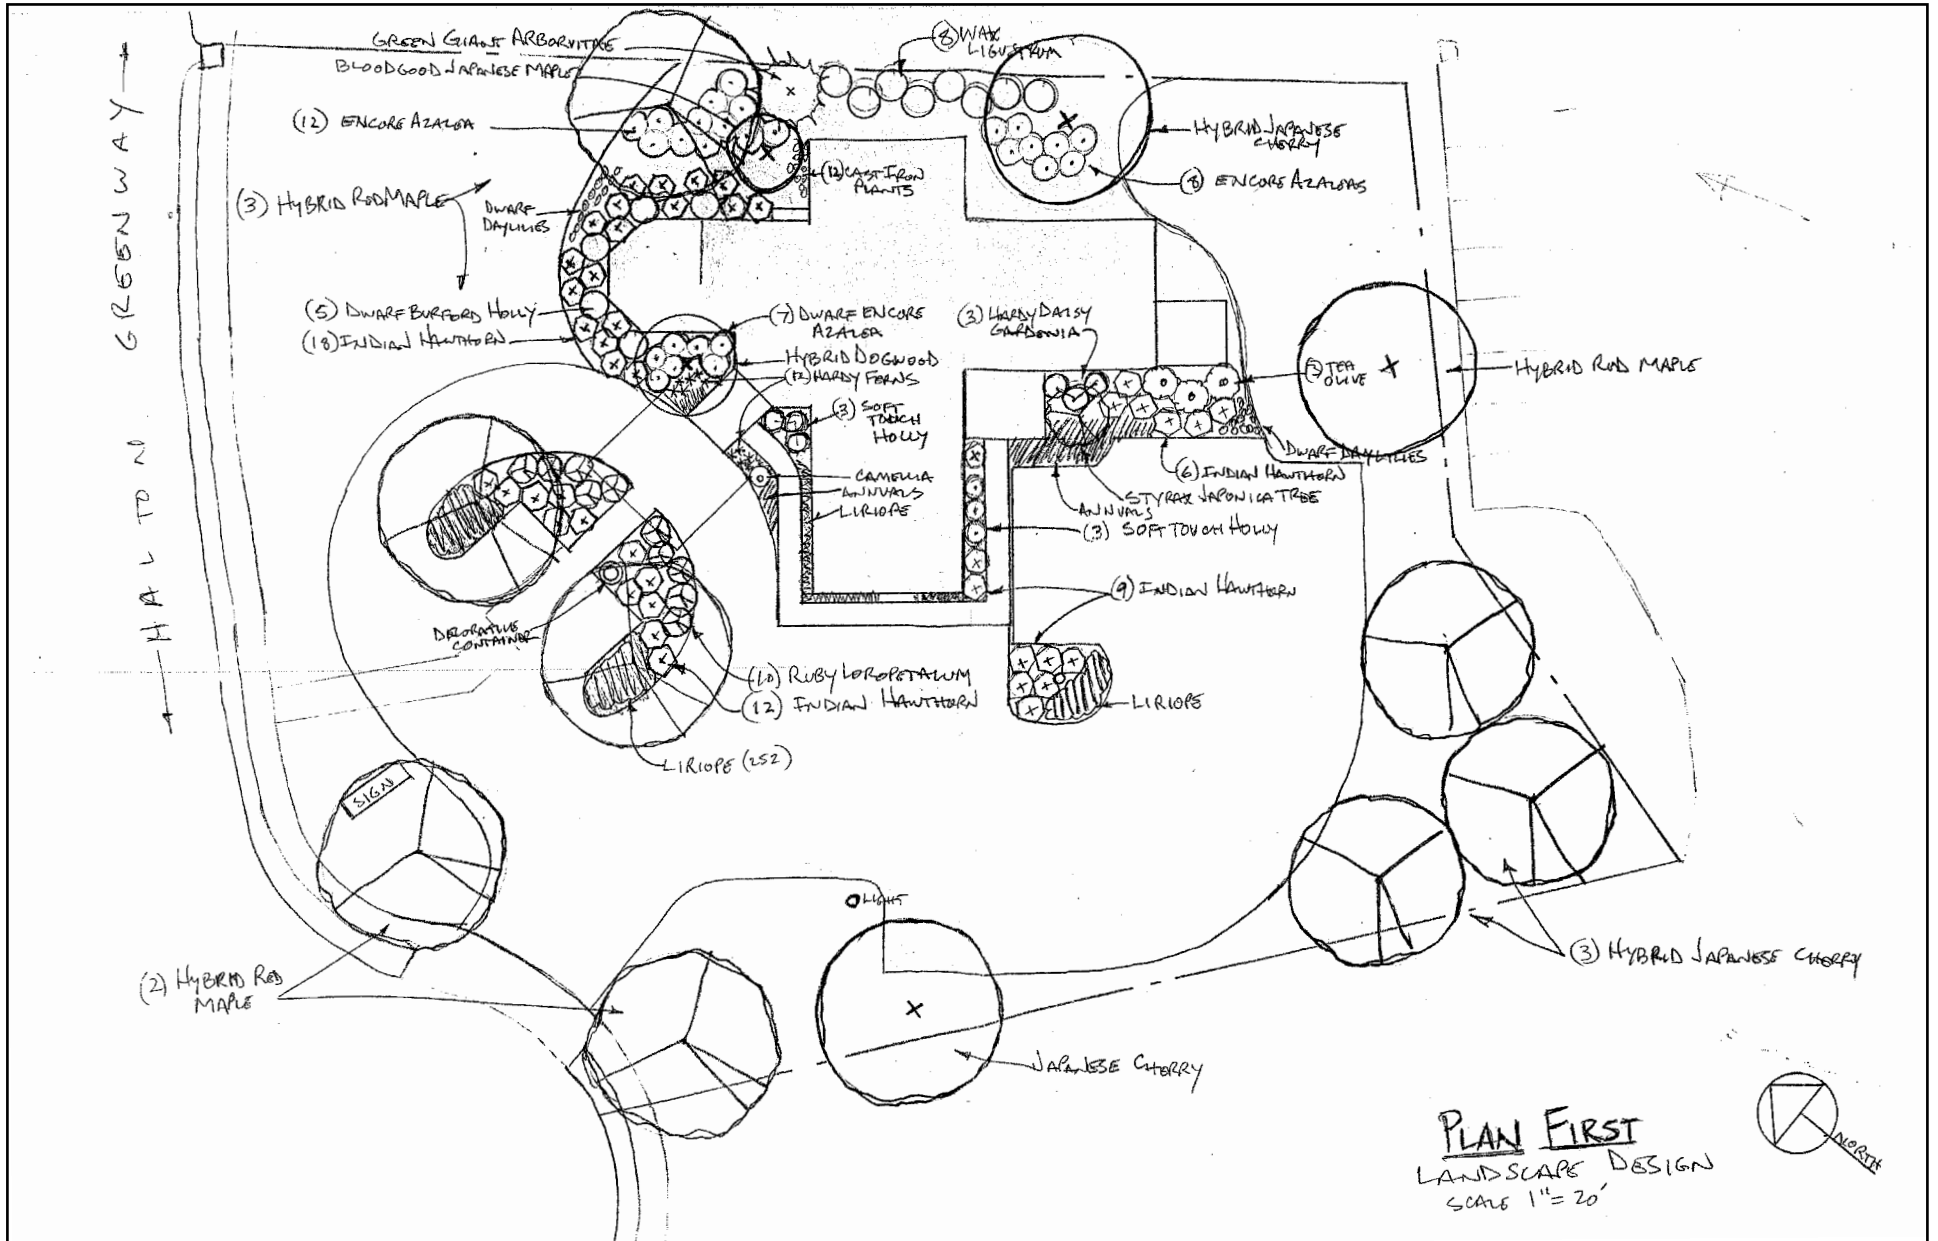 GREEN GIANT ARBORVITAE
BLOODGOOD JAPANESE MAPLE
(8) WAX
LIGUSTRUM
(12) ENCORE AZALEA
HYBRID JAPANESE
CHERRY
(12) CAST IRON
PLANTS
(8) ENCORE AZALEAS
(3) HYBRID RED MAPLE
DWARF
DAYLILIES
HALTON GREENWAY
(5) DWARF BURFORD HOLLY
(18) INDIAN HAWTHORN
(7) DWARF ENCORE
AZALEA
HYBRID DOGWOOD
(12) HARDY FERNS
(3) HARDY DAISY
GARDENIA
TEA
OLIVE
HYBRID RED MAPLE
(3) SOFT
TOUCH
HOLLY
DWARF DAYLILIES
CAMELLIA
ANNUALS
LIRIOPE
(6) INDIAN HAWTHORN
STYRAX JAPONICA TREE
ANNUALS
(3) SOFT TOUCH HOLLY
(9) INDIAN HAWTHORN
DECORATIVE
CONTAINER
(10) RUBY LOROPETALUM
(12) INDIAN HAWTHORN
LIRIOPE
LIRIOPE (252)
SIGN
LIGHT
(2) HYBRID RED
MAPLE
(3) HYBRID JAPANESE CHERRY
JAPANESE CHERRY
PLAN FIRST
LANDSCAPE DESIGN
SCALE 1"=20'
NORTH